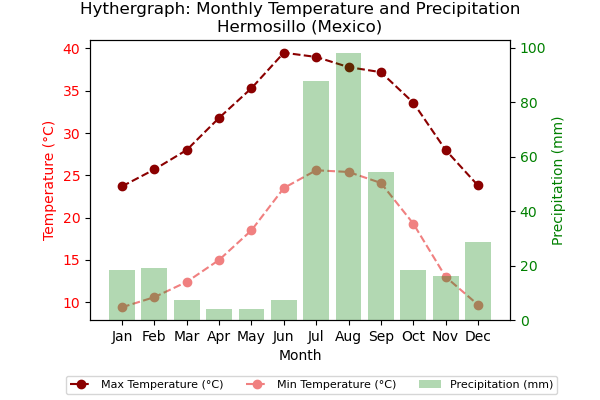 Hythergraph: Monthly Temperature and Precipitation
Hermosillo (Mexico)
Temperature (°C)
40
35
30
25
20
15
10
100
80
60
40
20
0
Precipitation (mm)
Jan Feb Mar Apr May Jun Jul Aug Sep Oct Nov Dec
Month
Max Temperature (°C) Min Temperature (°C) Precipitation (mm)